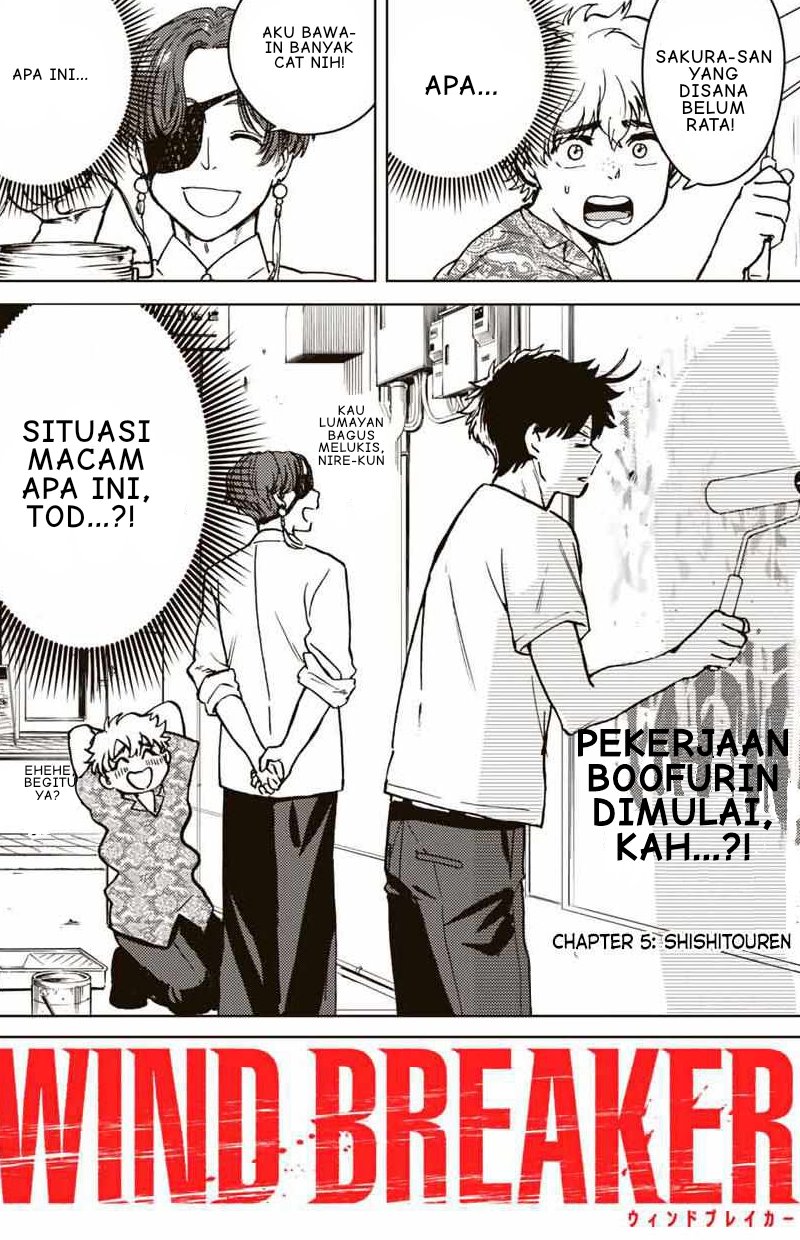 SAKURA-SAN
YANG
DISANA
BELUM
RATA!
APA...
AKU BAWA-
IN BANYAK
CAT NIH!
APA INI...
KAU
LUMAYAN
BAGUS
MELUKIS,
NIRE-KUN
SITUASI
MACAM
APA INI,
TOD...?!
EHEHE,
BEGITU
YA?
PEKERJAAN
BOOFURIN
DIMULAI,
KAH...?!
CHAPTER 5: SHISHITOUREN
WIND BREAKER
ウィンドブレイカー